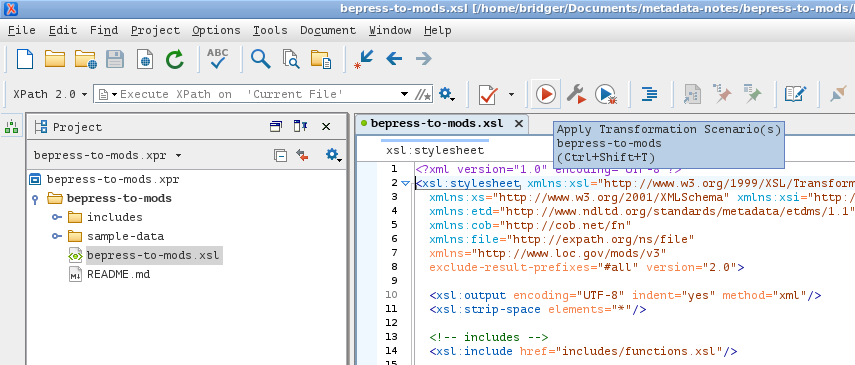 bepress-to-mods.xsl [/home/bridger/Documents/metadata-notes/bepress-to-mods/
File Edit Find Project Options Tools Document Window Help
ABC
XPath 2.0 Execute XPath on 'Current File'
Project
bepress-to-mods.xpr
bepress-to-mods.xpr
bepress-to-mods
includes
sample-data
bepress-to-mods.xsl
README.md
bepress-to-mods.xsl
Apply Transformation Scenario(s)
bepress-to-mods
(Ctrl+Shift+T)
xsl:stylesheet
1 <?xml version="1.0" encoding="UTF-8"?>
2 <xsl:stylesheet xmlns:xsl="http://www.w3.org/1999/XSL/Transform
3 xmlns:xs="http://www.w3.org/2001/XMLSchema" xmlns:xsi="http:/
4 xmlns:etd="http://www.ndltd.org/standards/metadata/etdms/1.1"
5 xmlns:cob="http://cob.net/fn"
6 xmlns:file="http://expath.org/ns/file"
7 xmlns="http://www.loc.gov/mods/v3"
8 exclude-result-prefixes="#all" version="2.0">
9
10 <xsl:output encoding="UTF-8" indent="yes" method="xml"/>
11 <xsl:strip-space elements="*"/>
12
13 <!-- includes -->
14 <xsl:include href="includes/functions.xsl"/>
15